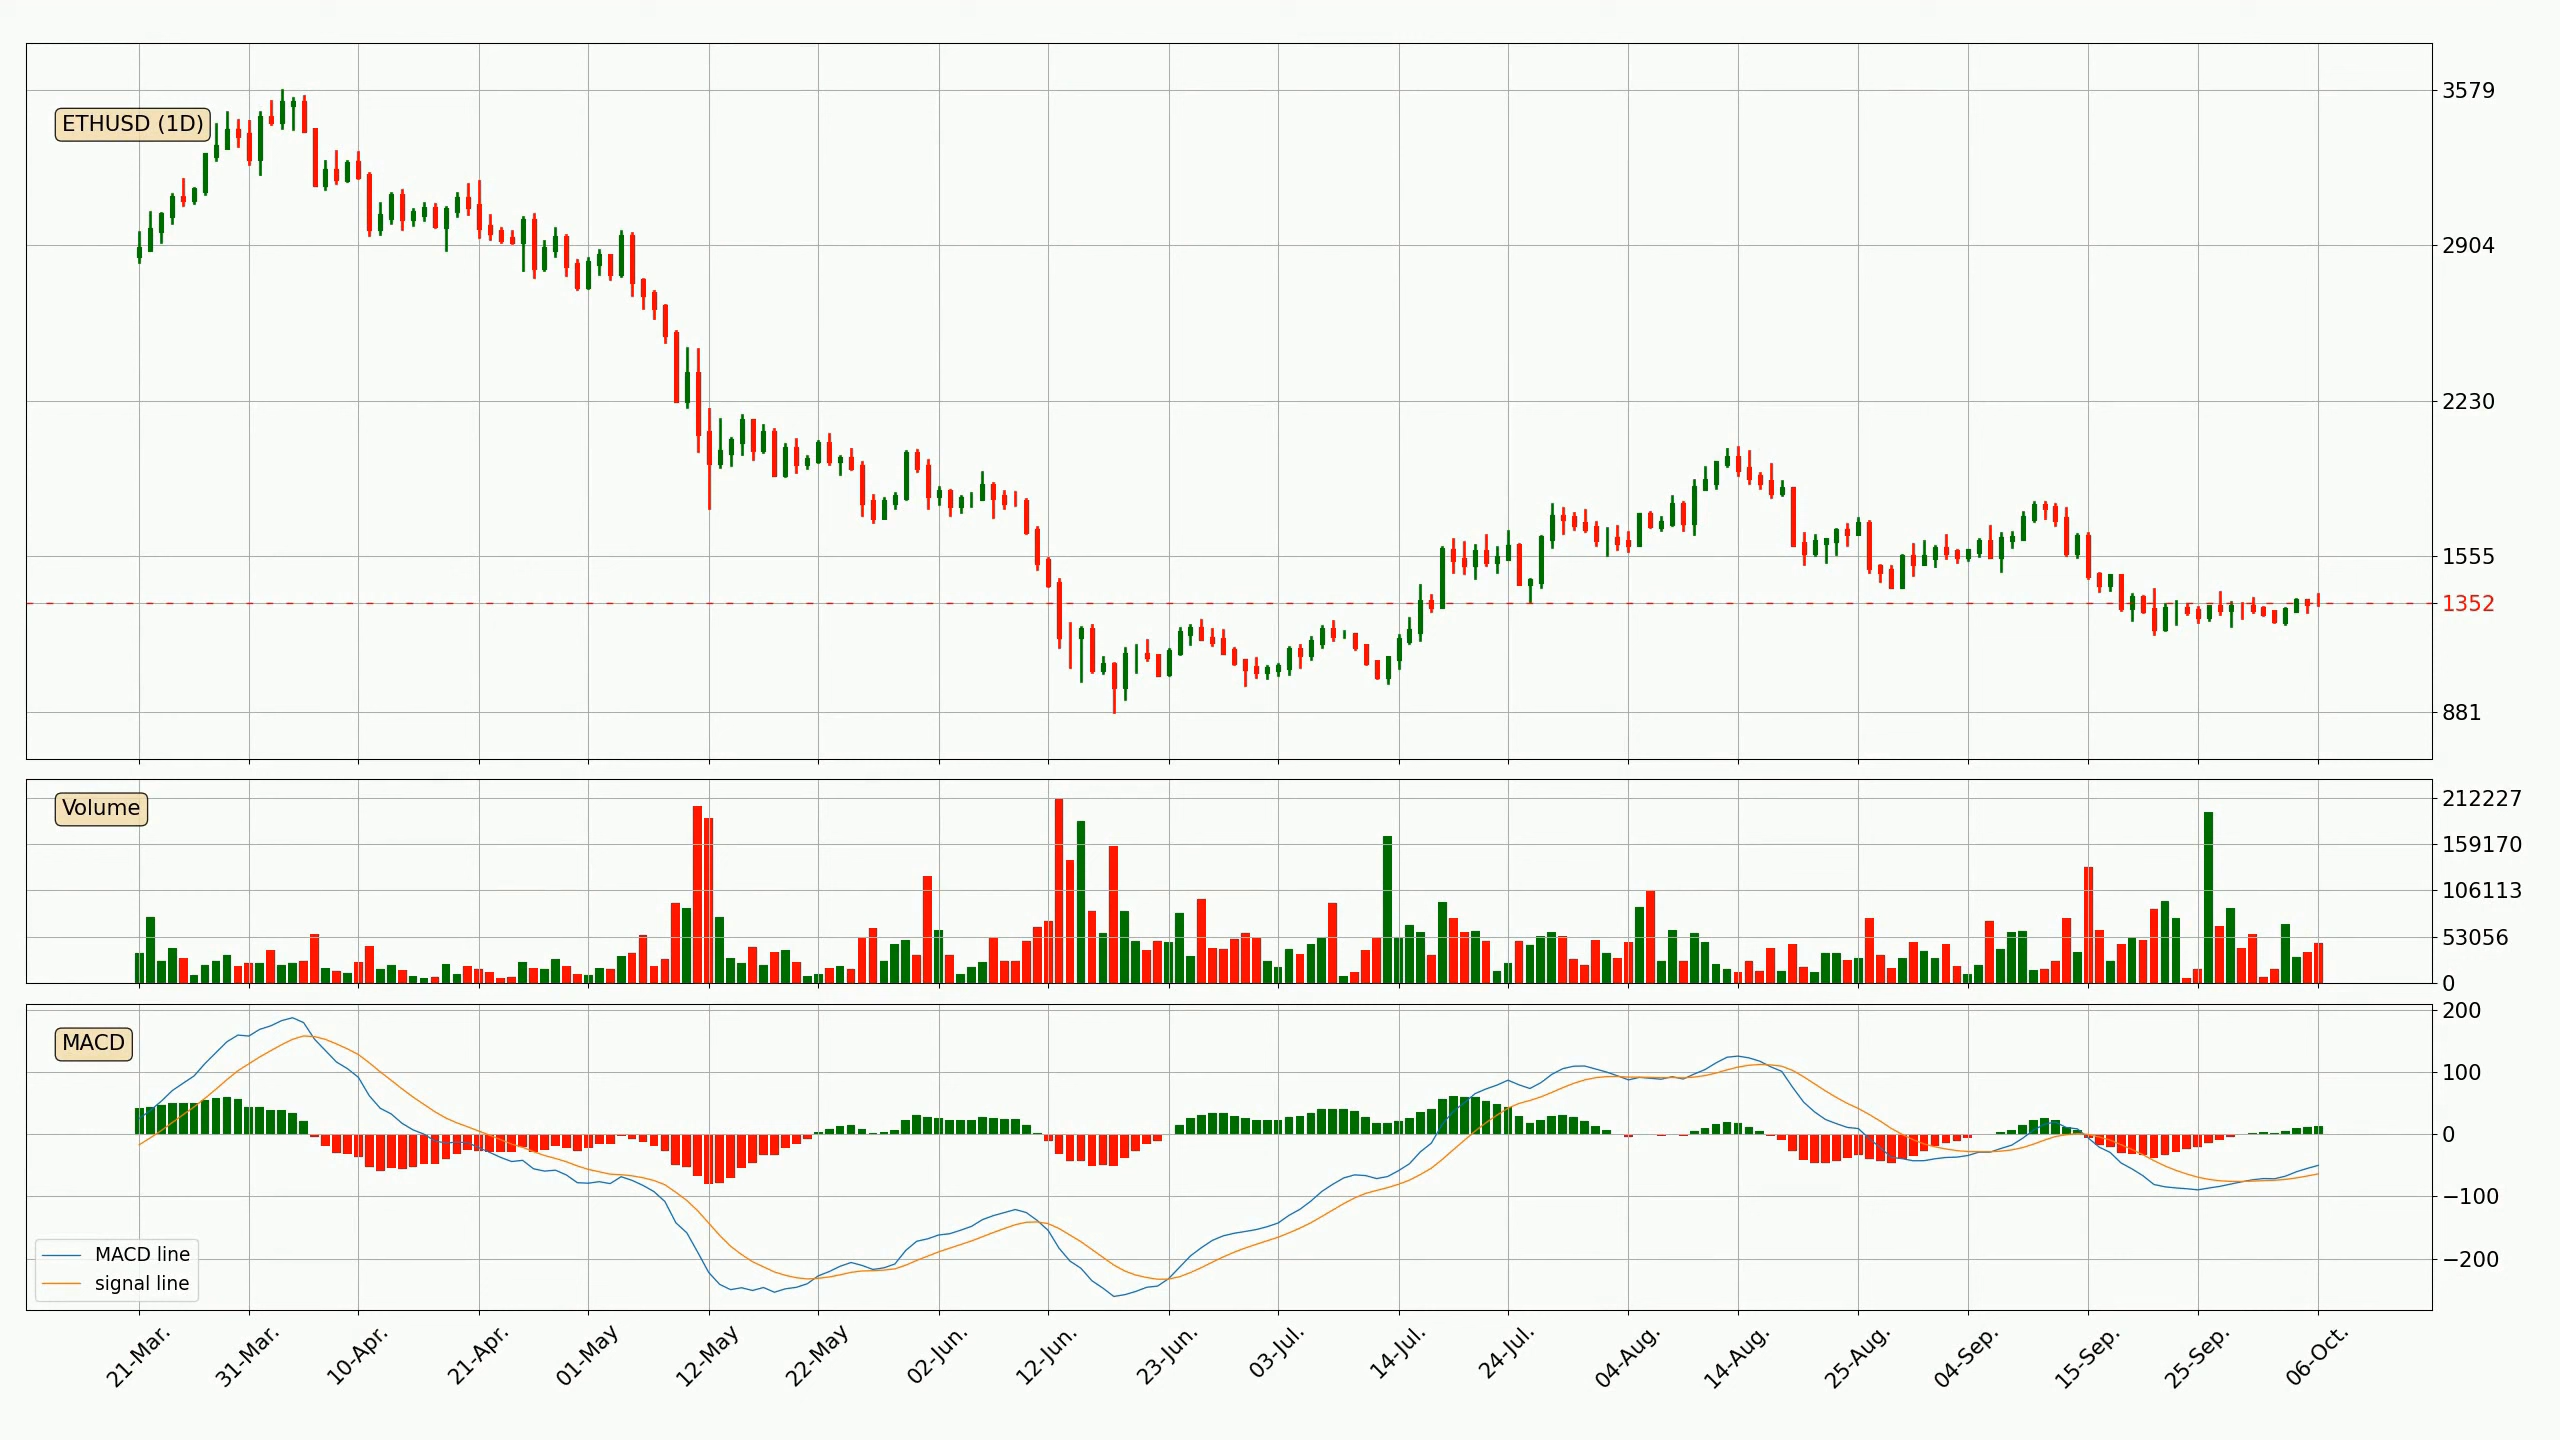 ETHUSD (1D)
3579
2904
2230
1555
1352
881
Volume
212227
159170
106113
53056
0
MACD
200
100
0
−100
−200
MACD line
signal line
21-Mar.
31-Mar.
10-Apr.
21-Apr.
01-May
12-May
22-May
02-Jun.
12-Jun.
23-Jun.
03-Jul.
14-Jul.
24-Jul.
04-Aug.
14-Aug.
25-Aug.
04-Sep.
15-Sep.
25-Sep.
06-Oct.